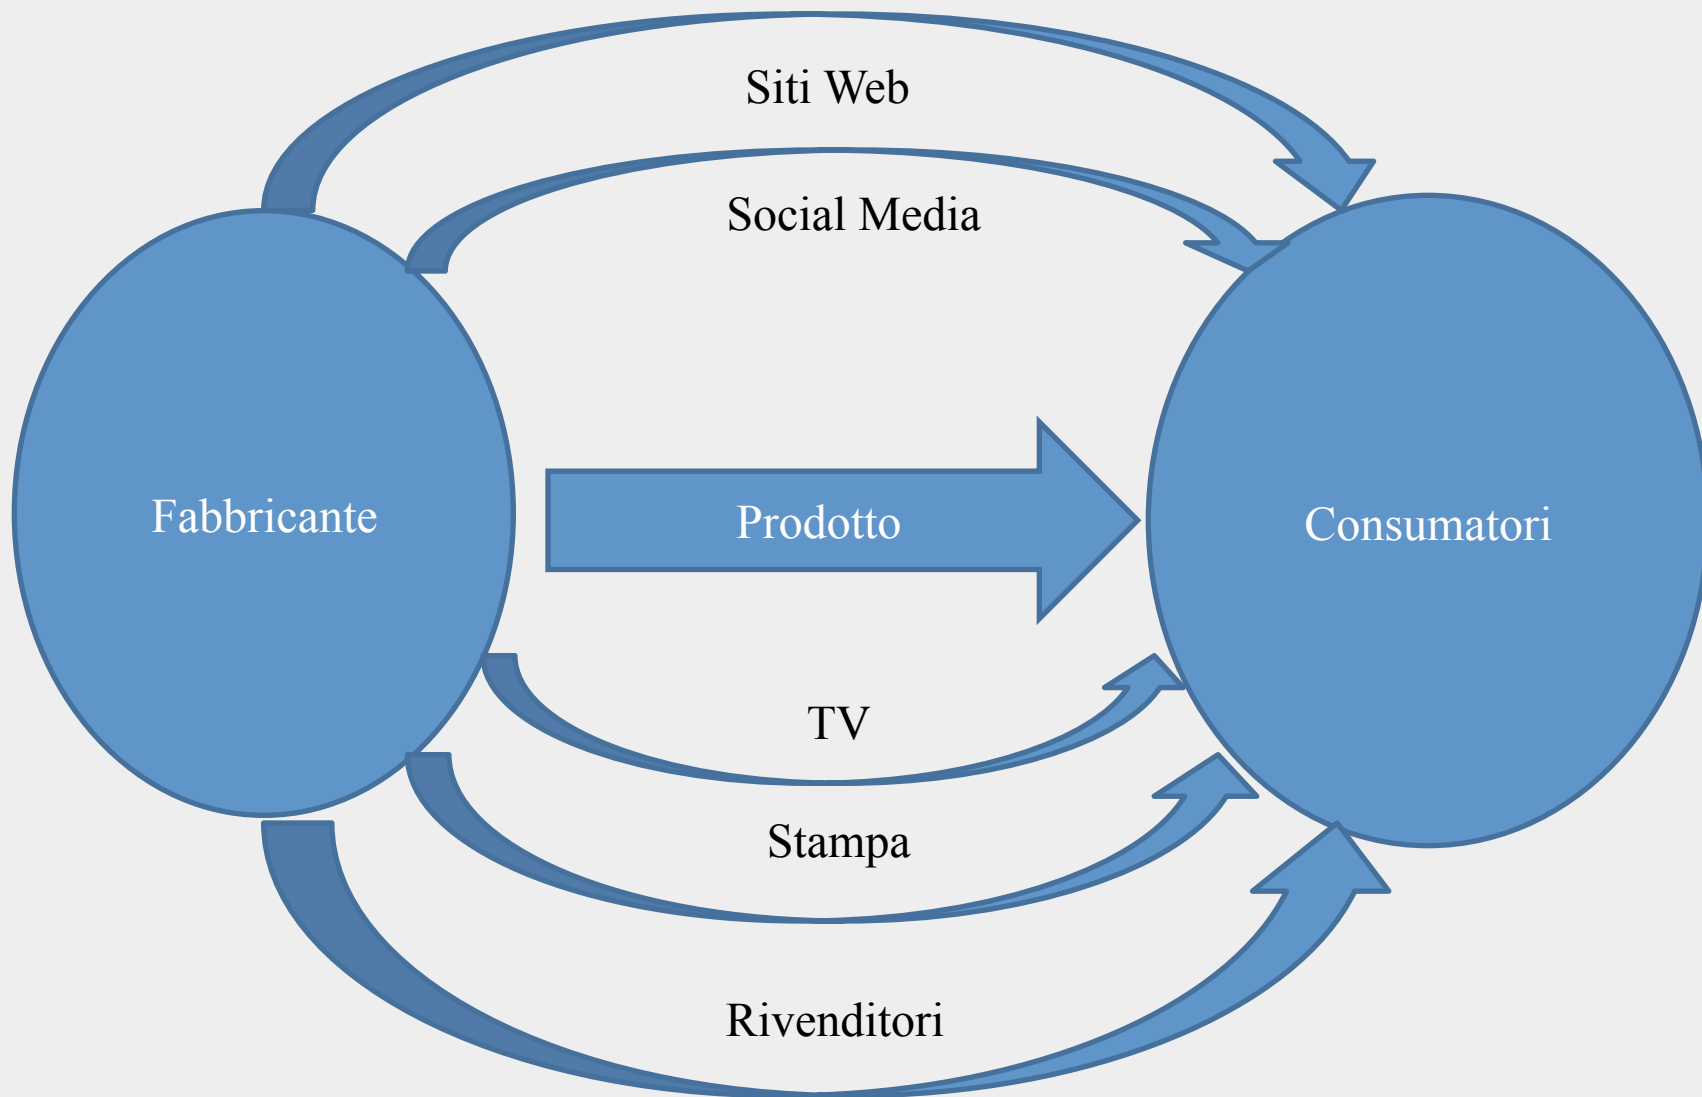 Siti Web
Social Media
Fabbricante
Prodotto
Consumatori
TV
Stampa
Rivenditori